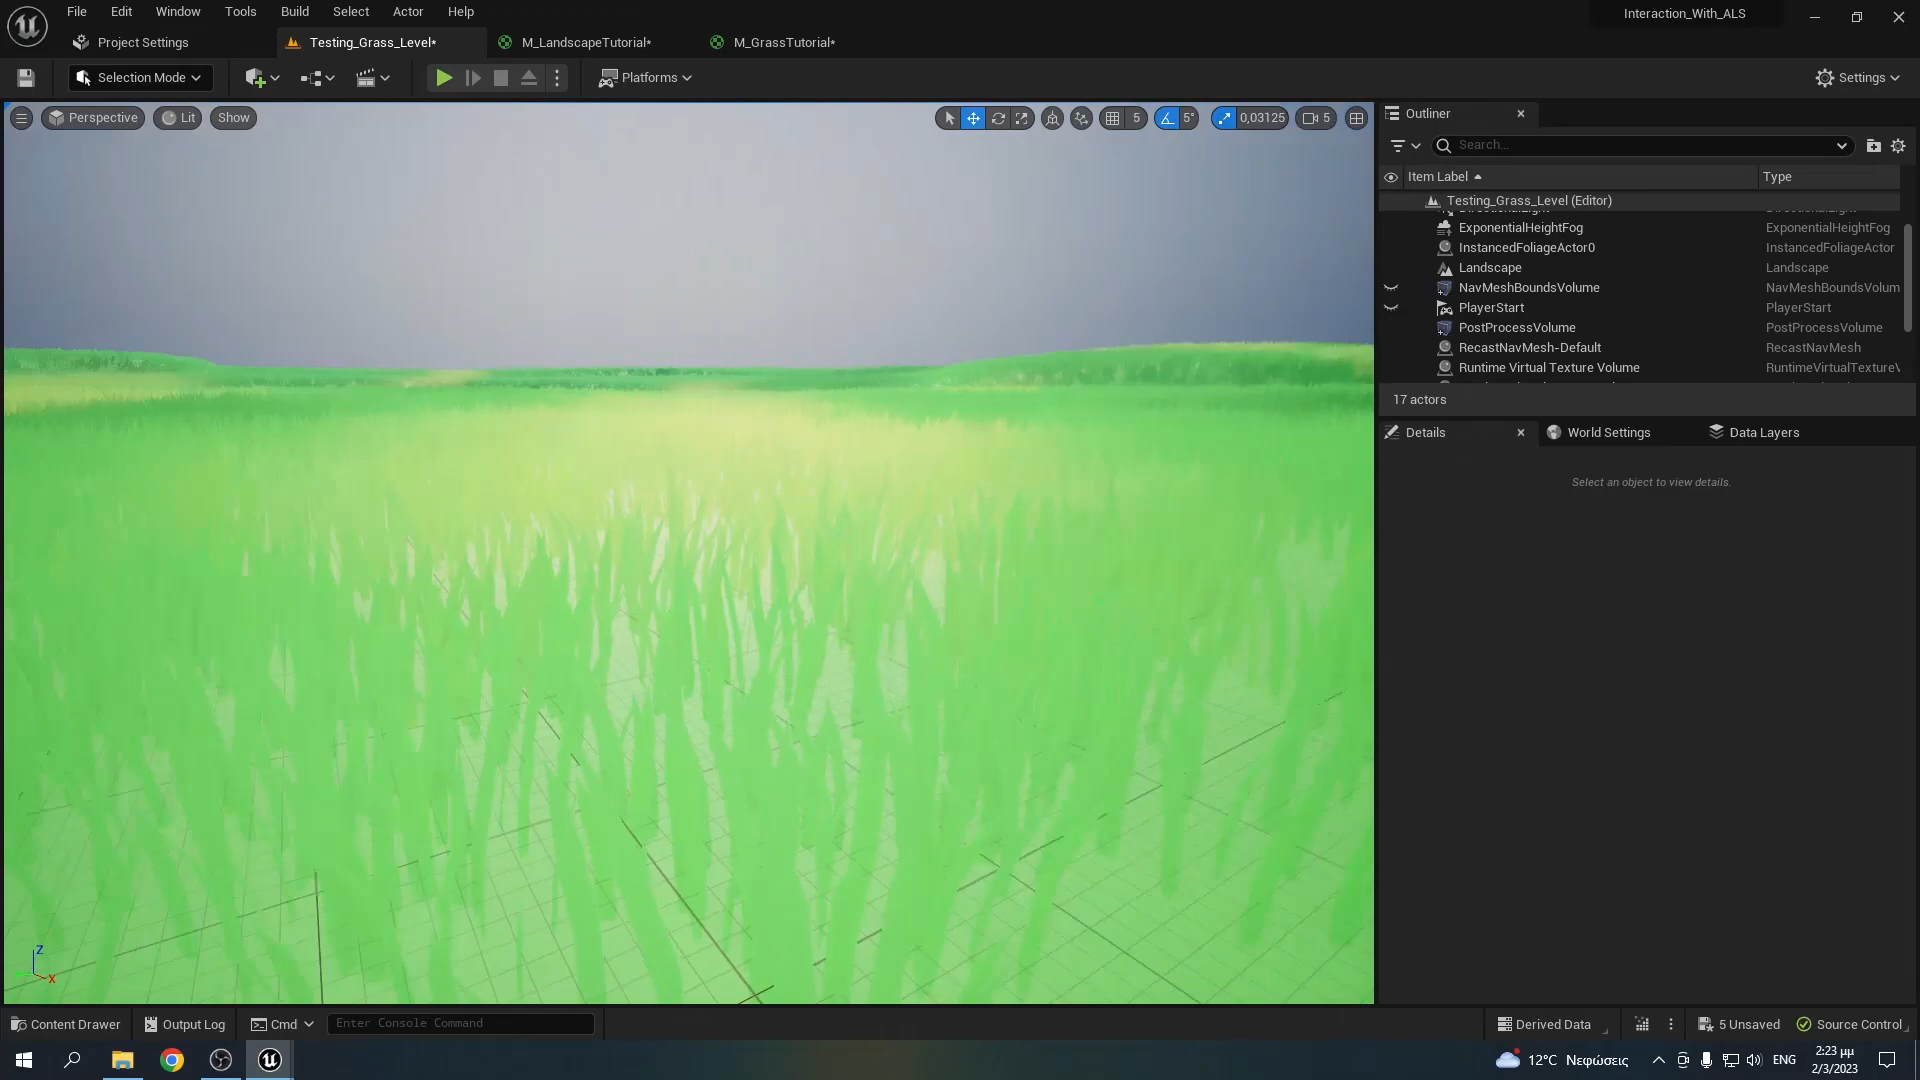 File Edit Window Tools Build Select Actor Help
Interaction_With_ALS
Project Settings
Testing_Grass_Level*
M_LandscapeTutorial*
M_GrassTutorial*
Selection Mode
Platforms
Settings
Perspective
Lit
Show
5
5°
0,03125
5
Outliner
Search...
Item Label
Type
Testing_Grass_Level (Editor)
DirectionalLight DirectionalLight
ExponentialHeightFog ExponentialHeightFog
InstancedFoliageActor0 InstancedFoliageActor
Landscape Landscape
NavMeshBoundsVolume NavMeshBoundsVolum
PlayerStart PlayerStart
PostProcessVolume PostProcessVolume
RecastNavMesh-Default RecastNavMesh
Runtime Virtual Texture Volume RuntimeVirtualTextureV
17 actors
Details
World Settings
Data Layers
Select an object to view details.
Z
X
Content Drawer
Output Log
Cmd
Enter Console Command
Derived Data
5 Unsaved
Source Control
12°C Νεφώσεις
ENG
2:23 μμ
2/3/2023